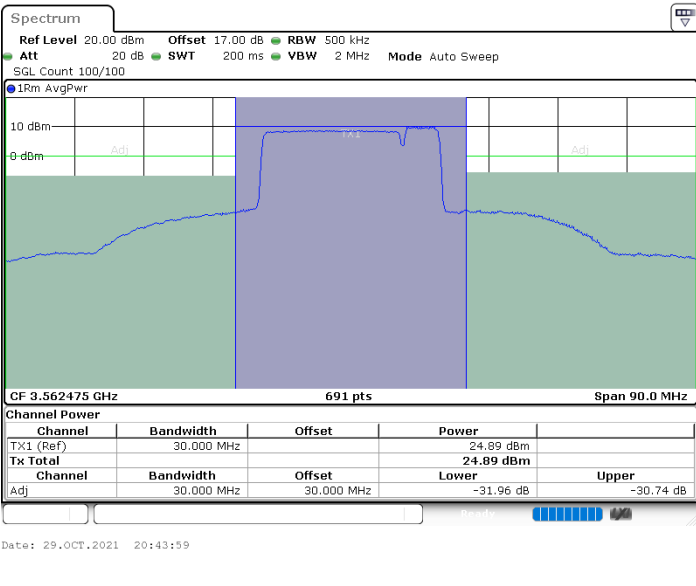 Spectrum
Ref Level 20.00 dBm Offset 17.00 dB RBW 500 kHz
Att 20 dB SWT 200 ms VBW 2 MHz Mode Auto Sweep
SGL Count 100/100
1Rm AvgPwr
10 dBm
TX1
Adj Adj
0 dBm
CF 3.562475 GHz 691 pts Span 90.0 MHz
Channel Power
Channel Bandwidth Offset Power
TX1 (Ref) 30.000 MHz 24.89 dBm
Tx Total 24.89 dBm
Channel Bandwidth Offset Lower Upper
Adj 30.000 MHz 30.000 MHz -31.96 dB -30.74 dB
Ready
Date: 29.OCT.2021 20:43:59